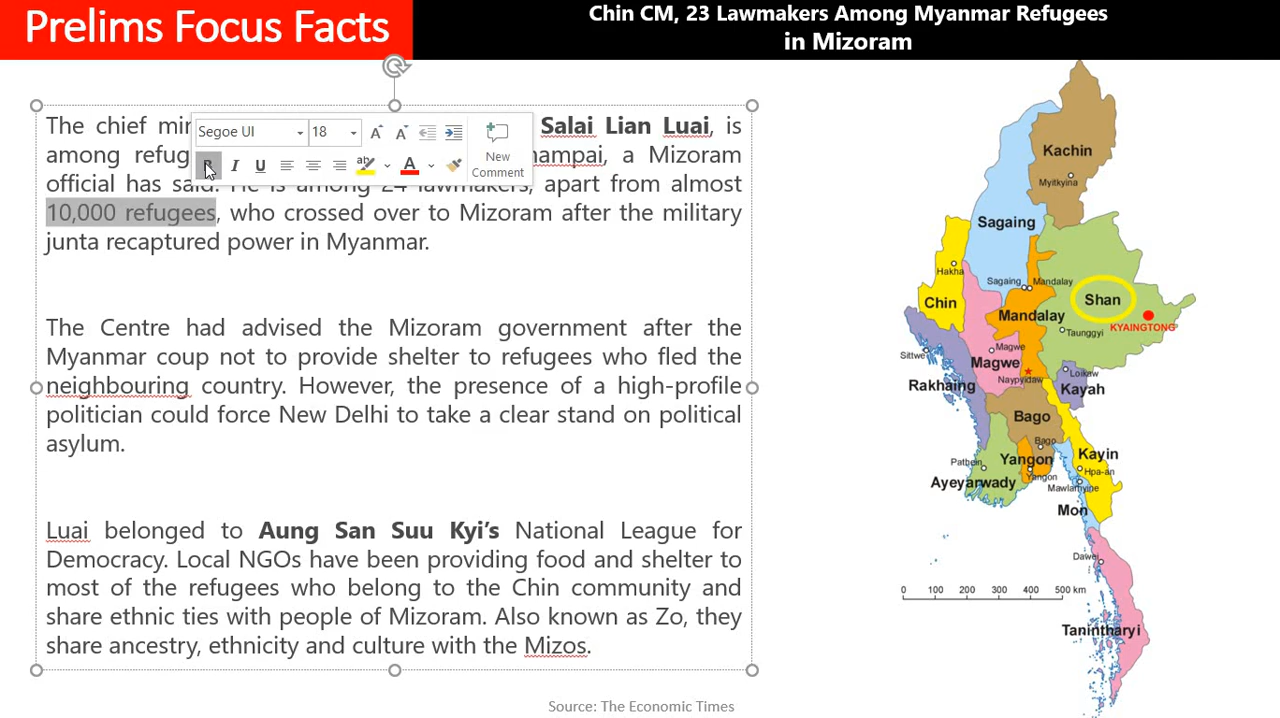 Prelims Focus Facts
Chin CM, 23 Lawmakers Among Myanmar Refugees
in Mizoram
The chief Salai Lian Luai, is
among , a Mizoram
official has said. He is among 24 lawmakers, apart from almost
10,000 refugees, who crossed over to Mizoram after the military
junta recaptured power in Myanmar.
Segoe UI
18
New
Comment
The Centre had advised the Mizoram government after the
Myanmar coup not to provide shelter to refugees who fled the
neighbouring country. However, the presence of a high-profile
politician could force New Delhi to take a clear stand on political
asylum.
Luai belonged to Aung San Suu Kyi’s National League for
Democracy. Local NGOs have been providing food and shelter to
most of the refugees who belong to the Chin community and
share ethnic ties with people of Mizoram. Also known as Zo, they
share ancestry, ethnicity and culture with the Mizos.
Source: The Economic Times
Kachin
Myitkyina
Sagaing
Hakha
Sagaing
Mandalay
Chin
Shan
Mandalay
KYAINGTONG
Taunggyi
Sittwe
Magwe
Magwe
Naypyidaw
Loikaw
Rakhaing
Kayah
Bago
Bago
Kayin
Pathein
Yangon
Hpa-an
Yangon
Ayeyarwady
Mawlamyine
Mon
Dawei
0 100 200 300 400 500 km
Tanintharyi